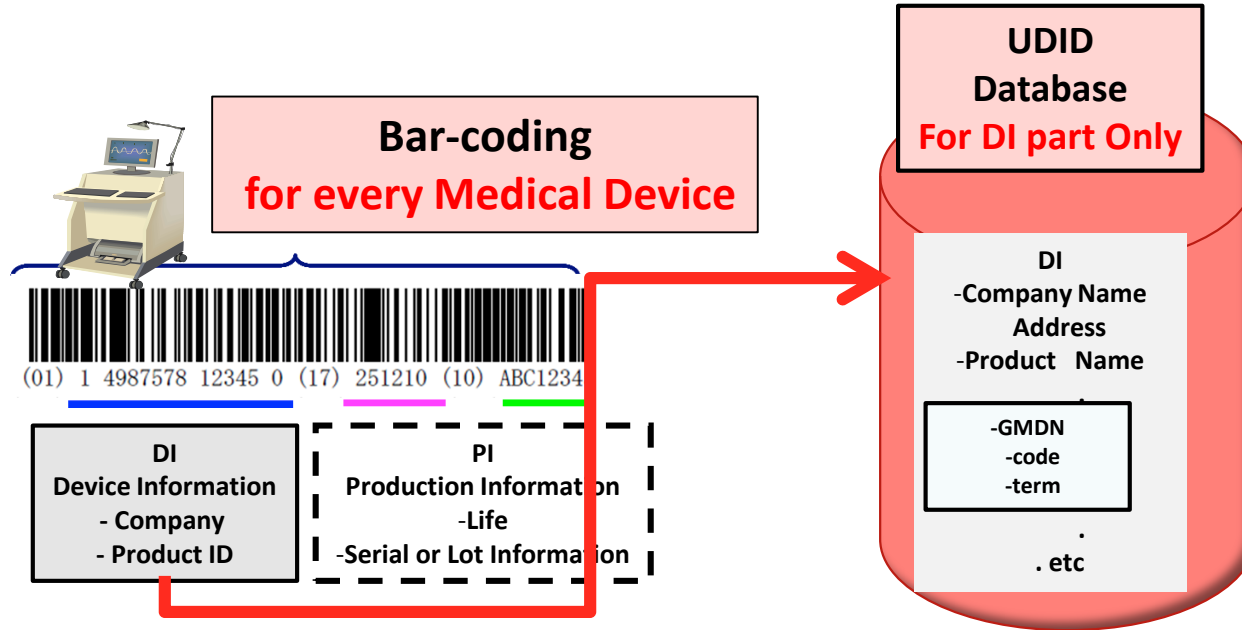 Bar-coding
for every Medical Device
(01) 1 4987578 12345 0 (17) 251210 (10) ABC1234
DI
Device Information
- Company
- Product ID
PI
Production Information
-Life
-Serial or Lot Information
UDID
Database
For DI part Only
DI
-Company Name
Address
-Product Name
.
-GMDN
-code
-term
.
. etc